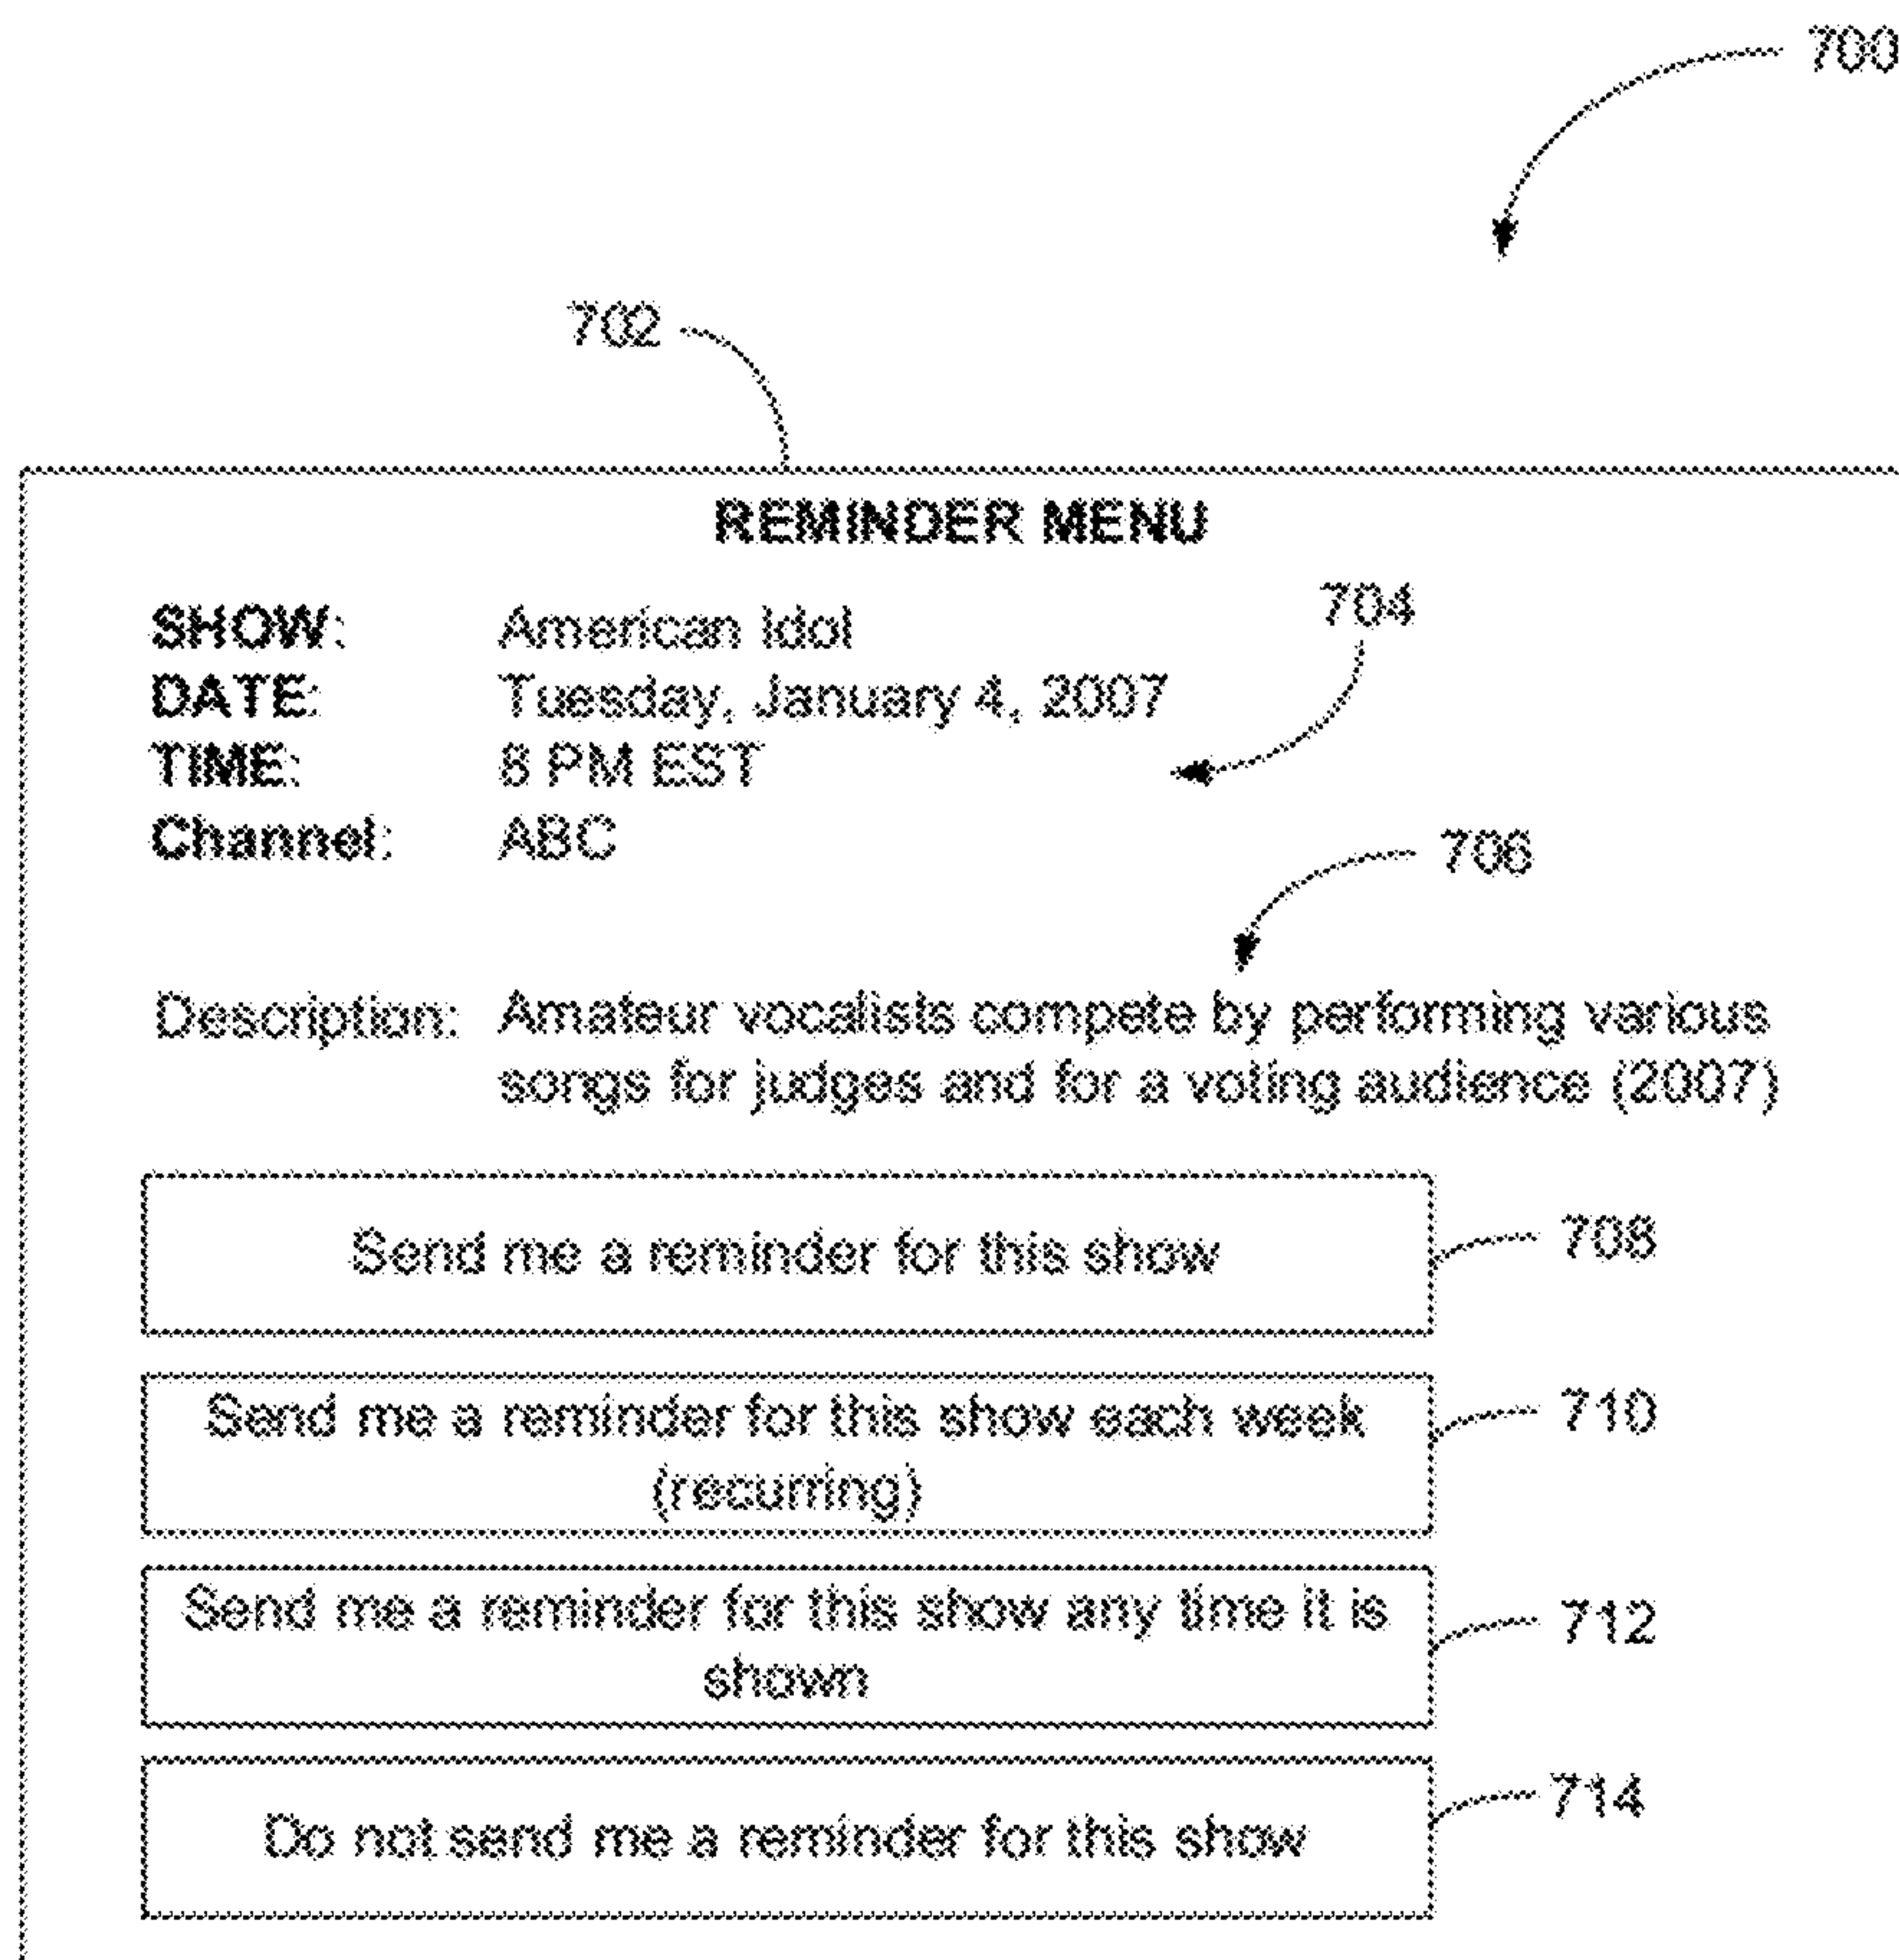 700
702
REMINDER MENU
SHOW: American Idol
704
DATE: Tuesday, January 4, 2007
TIME: 8 PM EST
Channel: ABC
706
Description: Amateur vocalists compete by performing various
songs for judges and for a voting audience (2007)
Send me a reminder for this show
708
Send me a reminder for this show each week
(recurring)
710
Send me a reminder for this show any time it is
shown
712
Do not send me a reminder for this show
714